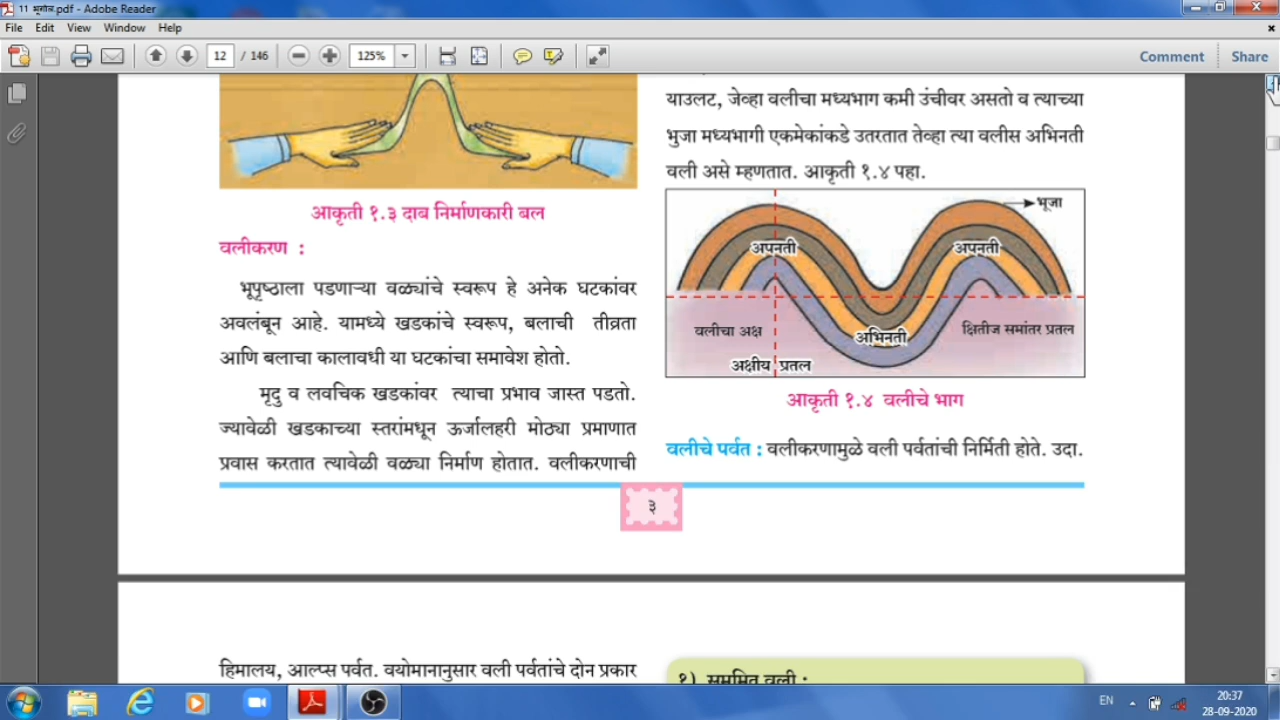 11 भूगोल.pdf - Adobe Reader
File Edit View Window Help
12 / 146 125% Comment Share
आकृती १.३ दाब निर्माणकारी बल
वलीकरण :
भूपृष्ठाला पडणाऱ्या वळ्यांचे स्वरूप हे अनेक घटकांवर
अवलंबून आहे. यामध्ये खडकांचे स्वरूप, बलाची तीव्रता
आणि बलाचा कालावधी या घटकांचा समावेश होतो.
मृदु व लवचिक खडकांवर त्याचा प्रभाव जास्त पडतो.
ज्यावेळी खडकाच्या स्तरांमधून ऊर्जालहरी मोठ्या प्रमाणात
प्रवास करतात त्यावेळी वळ्या निर्माण होतात. वलीकरणाची
याउलट, जेव्हा वलीचा मध्यभाग कमी उंचीवर असतो व त्याच्या
भुजा मध्यभागी एकमेकांकडे उतरतात तेव्हा त्या वलीस अभिनती
वली असे म्हणतात. आकृती १.४ पहा.
भूजा
अपनती अपनती
वलीचा अक्ष अभिनती क्षितीज समांतर प्रतल
अक्षीय प्रतल
आकृती १.४ वलीचे भाग
वलीचे पर्वत : वलीकरणामुळे वली पर्वतांची निर्मिती होते. उदा.
३
हिमालय, आल्प्स पर्वत. वयोमानानुसार वली पर्वतांचे दोन प्रकार
१) सममित वली :
EN 20:37
28-09-2020